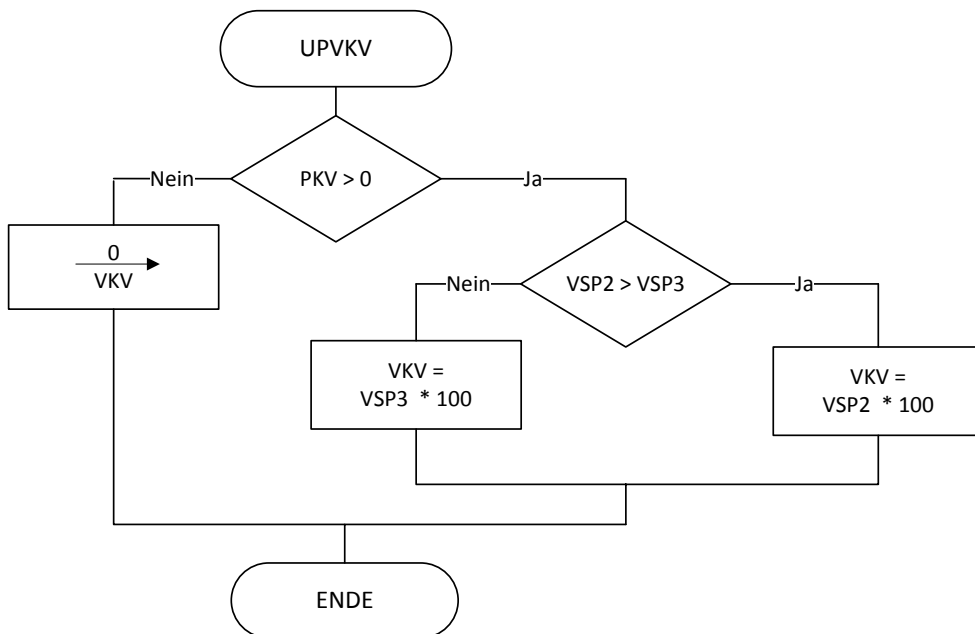 UPVKV
PKV > 0
Nein
Ja
0
VKV
VSP2 > VSP3
Nein
Ja
VKV =
VSP3 * 100
VKV =
VSP2 * 100
ENDE